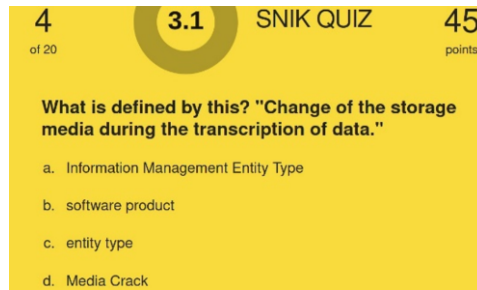 4 3.1 SNIK QUIZ 45
of 20 points
What is defined by this? "Change of the storage
media during the transcription of data."
a. Information Management Entity Type
b. software product
c. entity type
d. Media Crack